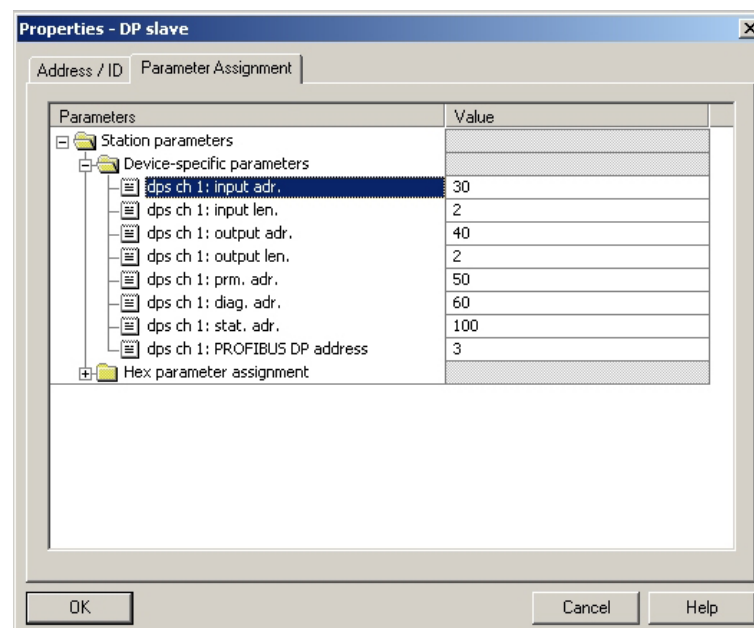 Properties - DP slave
Address / ID Parameter Assignment
Parameters Value
Station parameters
Device-specific parameters
dps ch 1: input adr. 30
dps ch 1: input len. 2
dps ch 1: output adr. 40
dps ch 1: output len. 2
dps ch 1: prm. adr. 50
dps ch 1: diag. adr. 60
dps ch 1: stat. adr. 100
dps ch 1: PROFIBUS DP address 3
Hex parameter assignment
OK Cancel Help